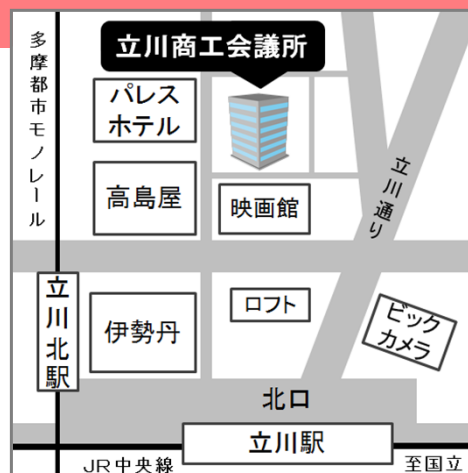 立川商工会議所
多摩都市モノレール
パレス
ホテル
高島屋
映画館
立川通り
立川北駅
伊勢丹
ロフト
ビック
カメラ
北口
立川駅
JR中央線
至国立